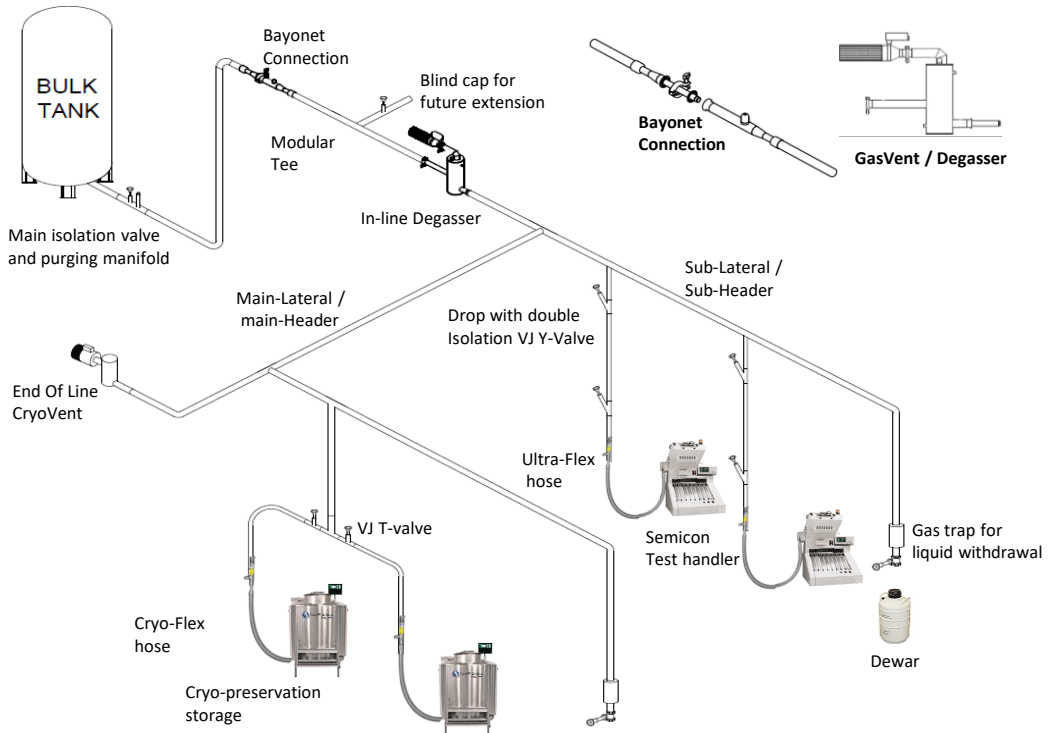 BULK
TANK
Bayonet
Connection
Blind cap for
future extension
Modular
Tee
Bayonet
Connection
GasVent / Degasser
In-line Degasser
Main isolation valve
and purging manifold
Main-Lateral /
main-Header
Sub-Lateral /
Sub-Header
Drop with double
Isolation VJ Y-Valve
End Of Line
CryoVent
Ultra-Flex
hose
VJ T-valve
Semicon
Test handler
Gas trap for
liquid withdrawal
Cryo-Flex
hose
Cryo-preservation
storage
Dewar